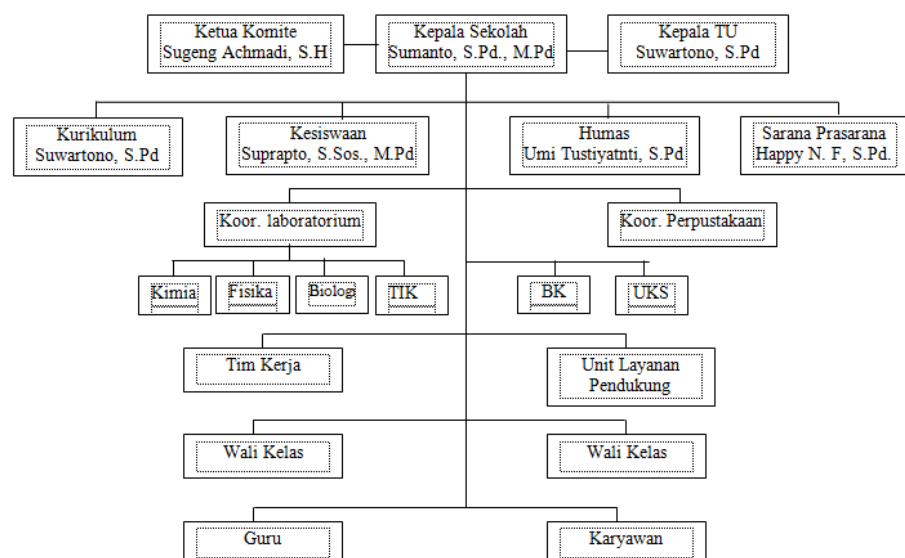 Ketua Komite
Sugeng Achmadi, S.H
Kepala Sekolah
Sumanto, S.Pd., M.Pd
Kepala TU
Suwartono, S.Pd
Kurikulum
Suwartono, S.Pd
Kesiswaan
Suprapto, S.Sos., M.Pd
Humas
Umi Tustiyatnti, S.Pd
Sarana Prasarana
Happy N. F, S.Pd.
Koor. laboratorium
Koor. Perpustakaan
Kimia
Fisika
Biologi
TIK
BK
UKS
Tim Kerja
Unit Layanan
Pendukung
Wali Kelas
Wali Kelas
Guru
Karyawan